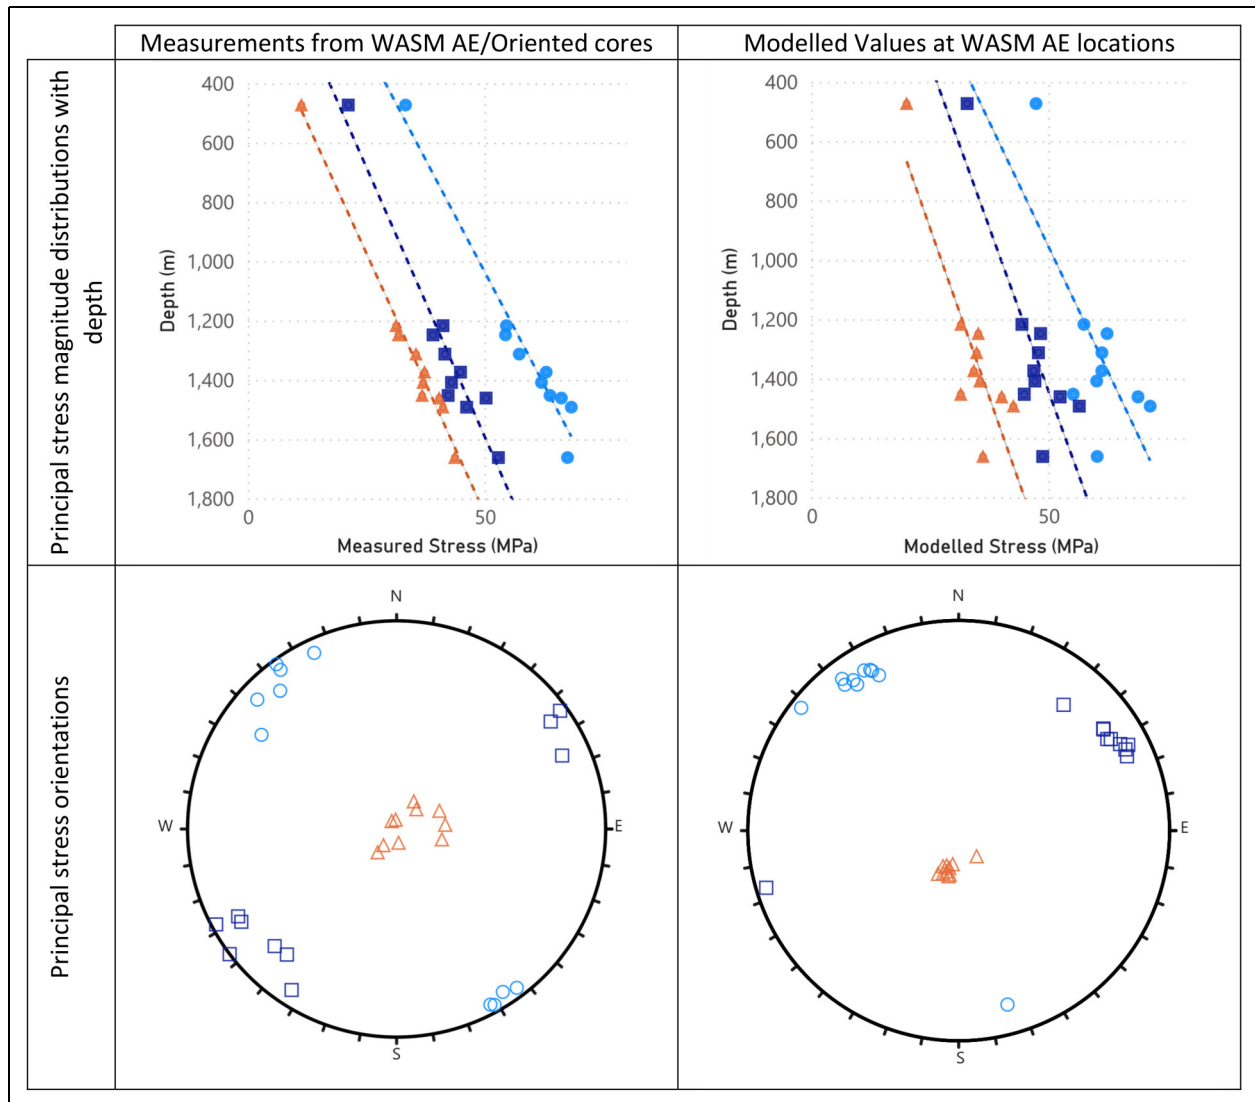 Measurements from WASM AE/Oriented cores
Modelled Values at WASM AE locations
Principal stress magnitude distributions with
depth
400
600
800
1,000
1,200
1,400
1,600
1,800
Depth (m)
0
50
Measured Stress (MPa)
400
600
800
1,000
1,200
1,400
1,600
1,800
Depth (m)
0
50
Modelled Stress (MPa)
Principal stress orientations
N
W
E
S
N
W
E
S